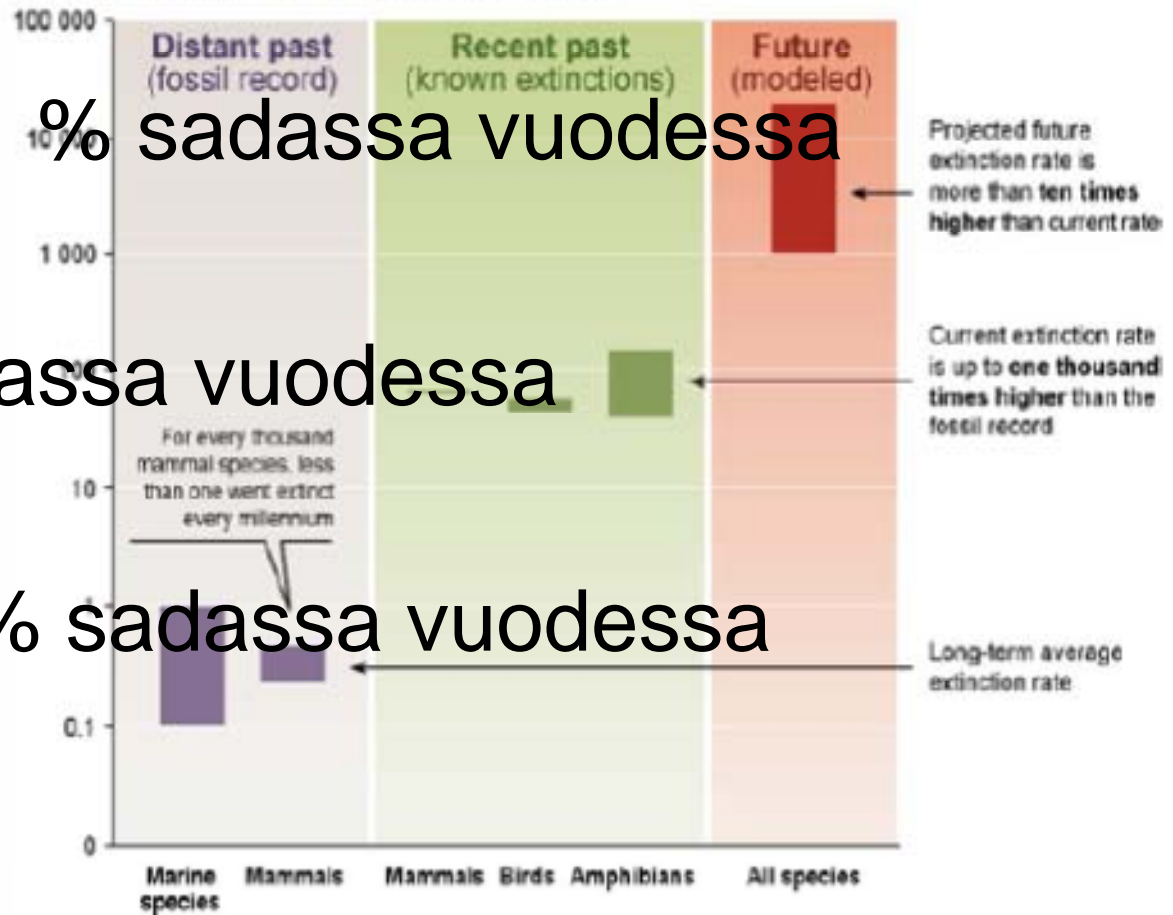 100 000
Distant past
(fossil record)
Recent past
(known extinctions)
Future
(modeled)
% sadassa vuodessa
Projected future
extinction rate is
more than ten times
higher than current rate
1 000
assa vuodessa
Current extinction rate
is up to one thousand
times higher than the
fossil record
For every thousand
mammal species, less
than one went extinct
every millennium
10
% sadassa vuodessa
Long-term average
extinction rate
0.1
0
Marine
species
Mammals
Mammals
Birds
Amphibians
All species